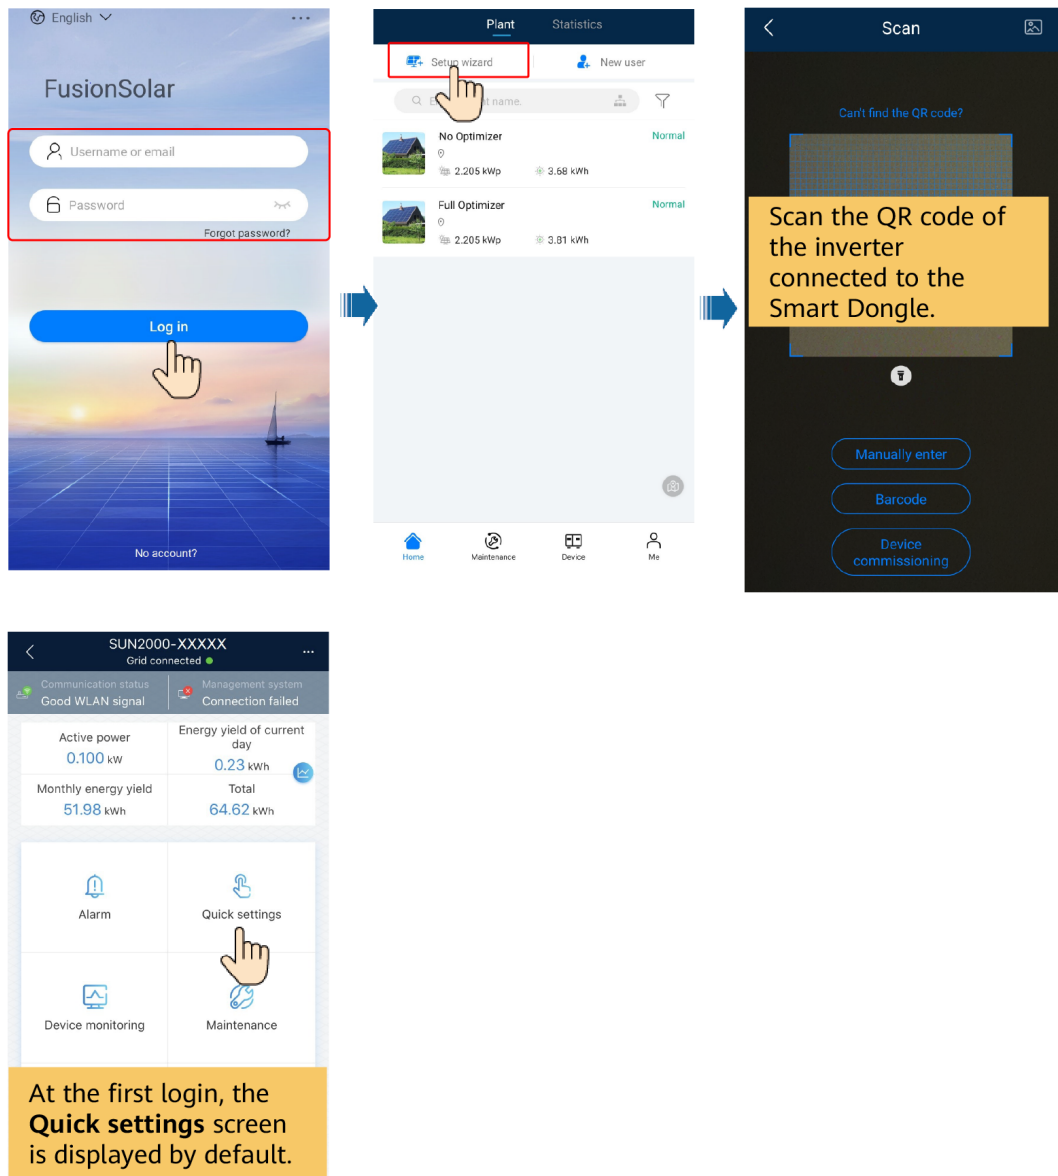 English
...
FusionSolar
Username or email
Password
Forgot password?
Log in
No account?
Plant Statistics
Setup wizard New user
t name.
No Optimizer Normal
2.205 kWp 3.68 kWh
Full Optimizer Normal
2.205 kWp 3.81 kWh
Home Maintenance Device Me
Scan
Can't find the QR code?
Scan the QR code of
the inverter
connected to the
Smart Dongle.
Manually enter
Barcode
Device
commissioning
SUN2000-XXXXX
Grid connected
...
Communication status Management system
Good WLAN signal Connection failed
Active power Energy yield of current
day
0.100 kW 0.23 kWh
Monthly energy yield Total
51.98 kWh 64.62 kWh
Alarm Quick settings
Device monitoring Maintenance
At the first login, the
Quick settings screen
is displayed by default.